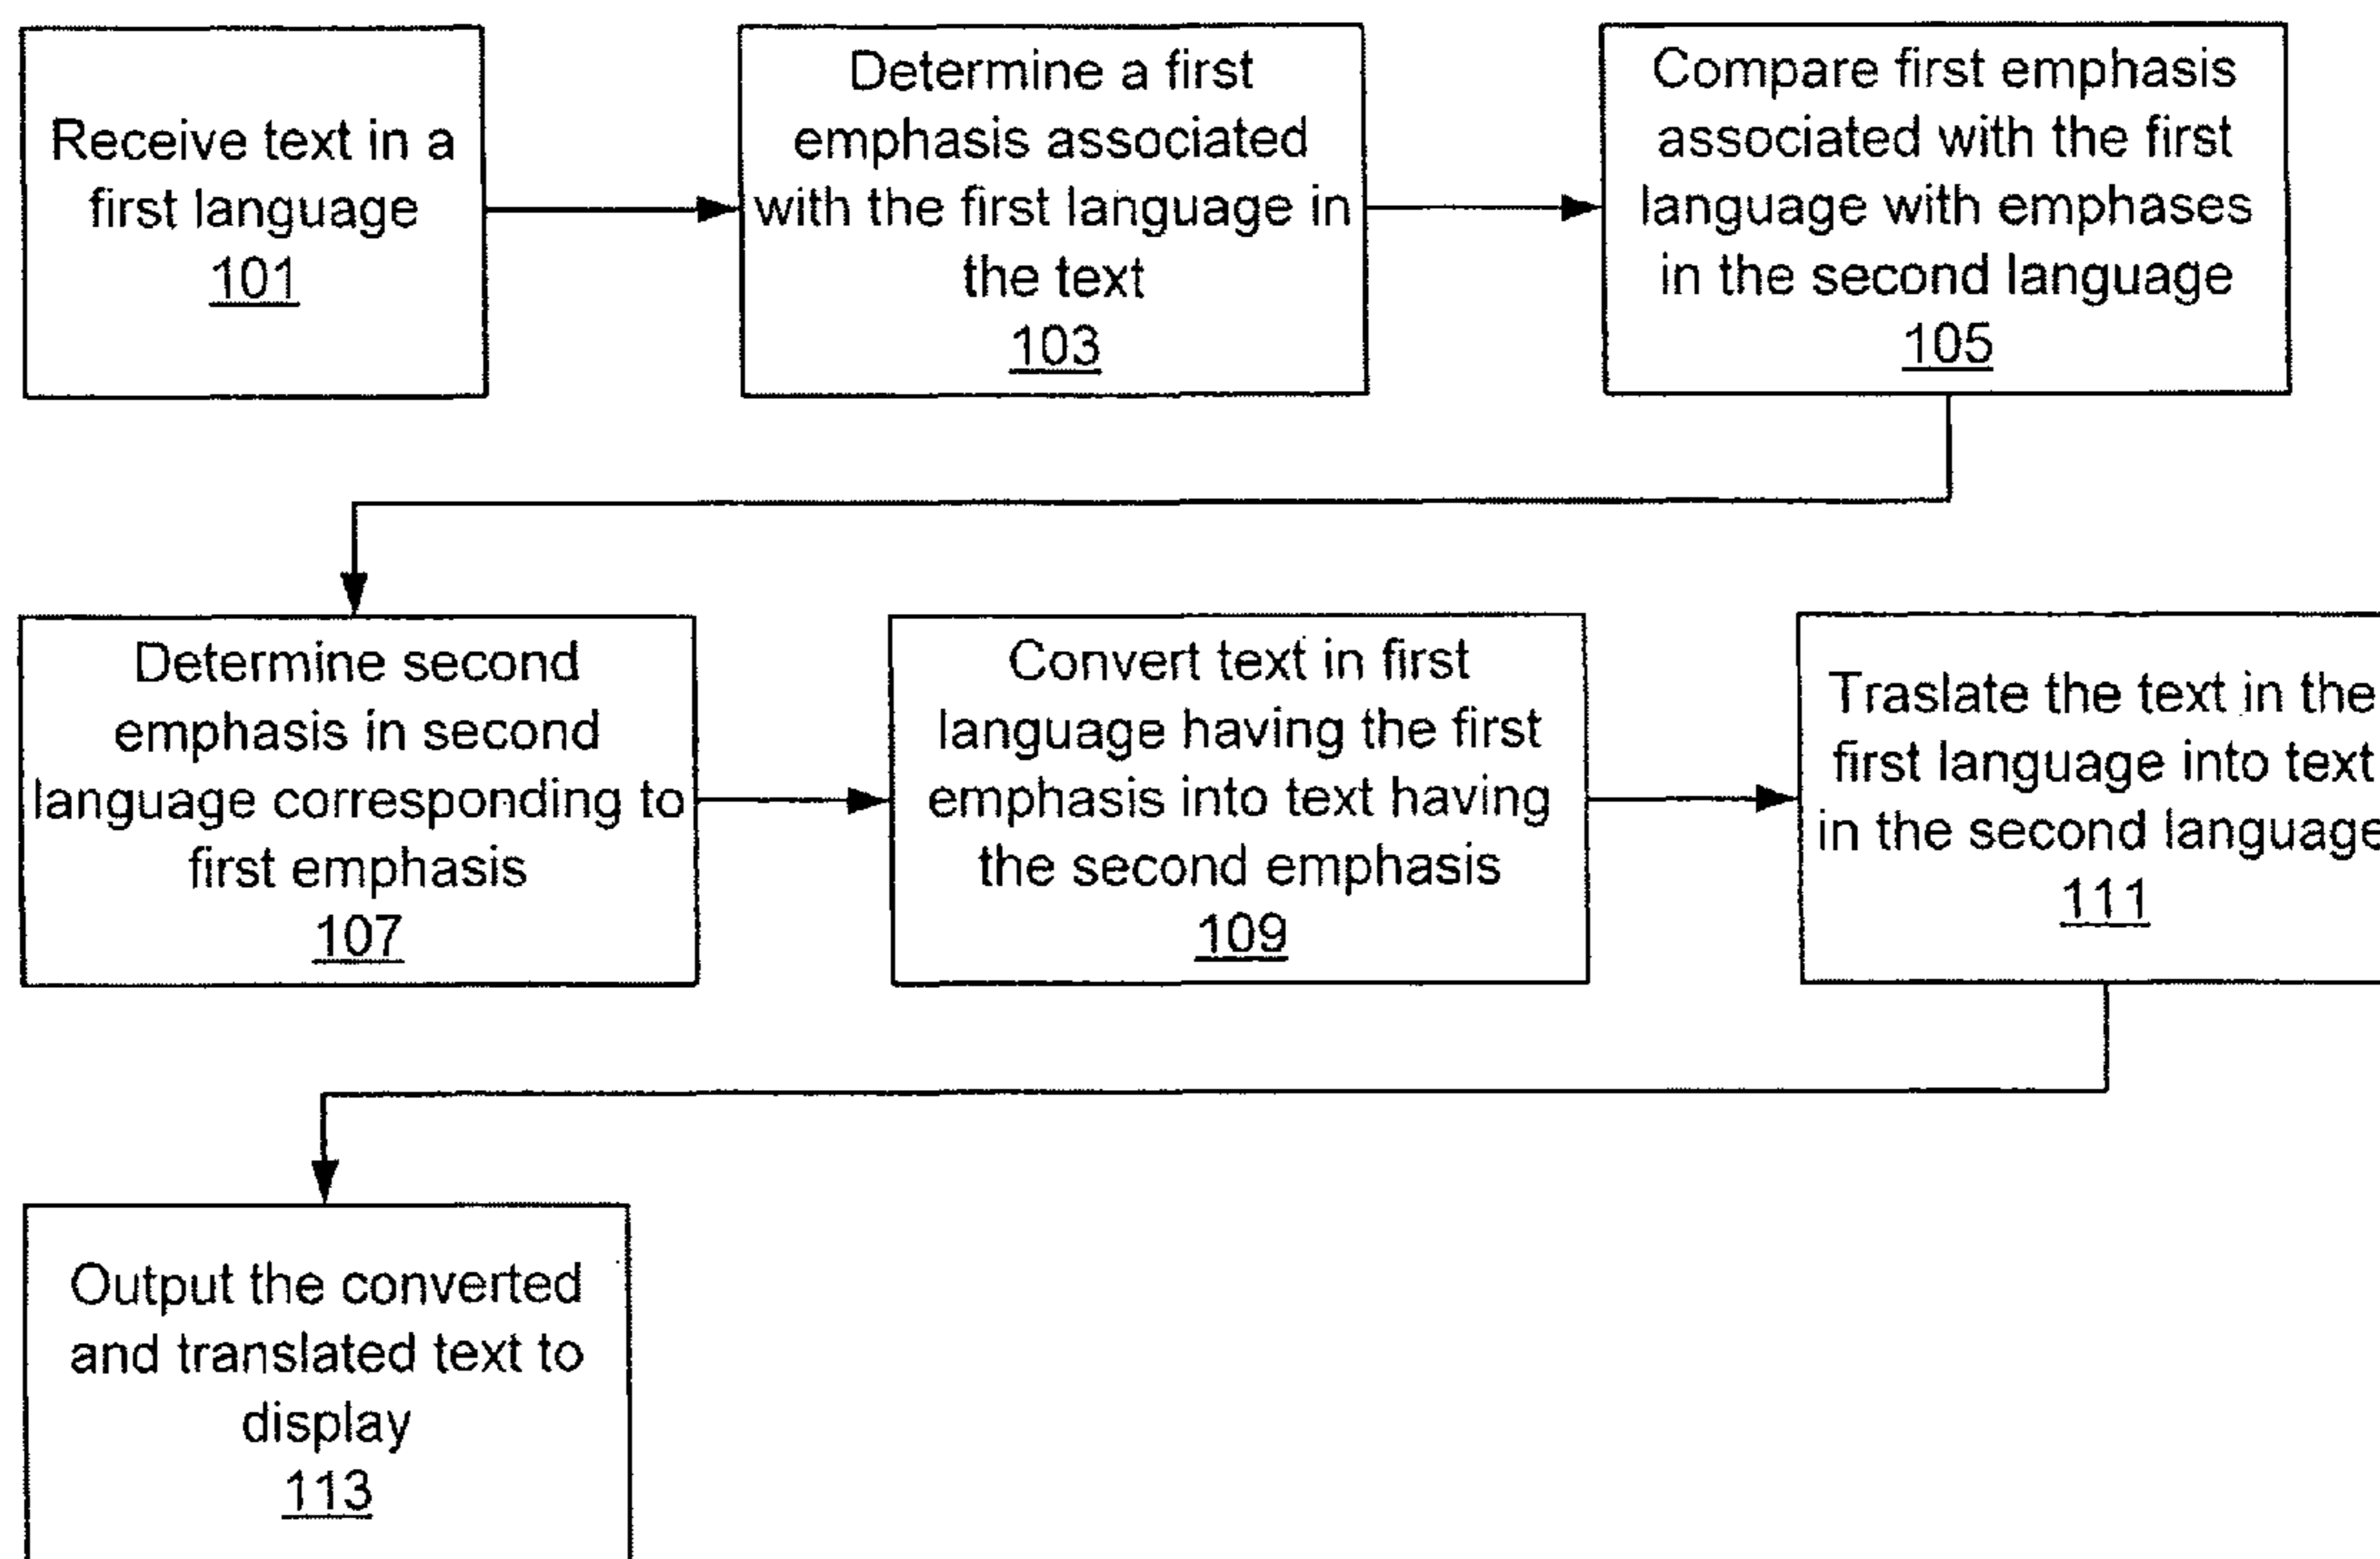 Receive text in a
first language
101
Determine a first
emphasis associated
with the first language in
the text
103
Compare first emphasis
associated with the first
language with emphases
in the second language
105
Determine second
emphasis in second
language corresponding to
first emphasis
107
Convert text in first
language having the first
emphasis into text having
the second emphasis
109
Traslate the text in the
first language into text
in the second language
111
Output the converted
and translated text to
display
113